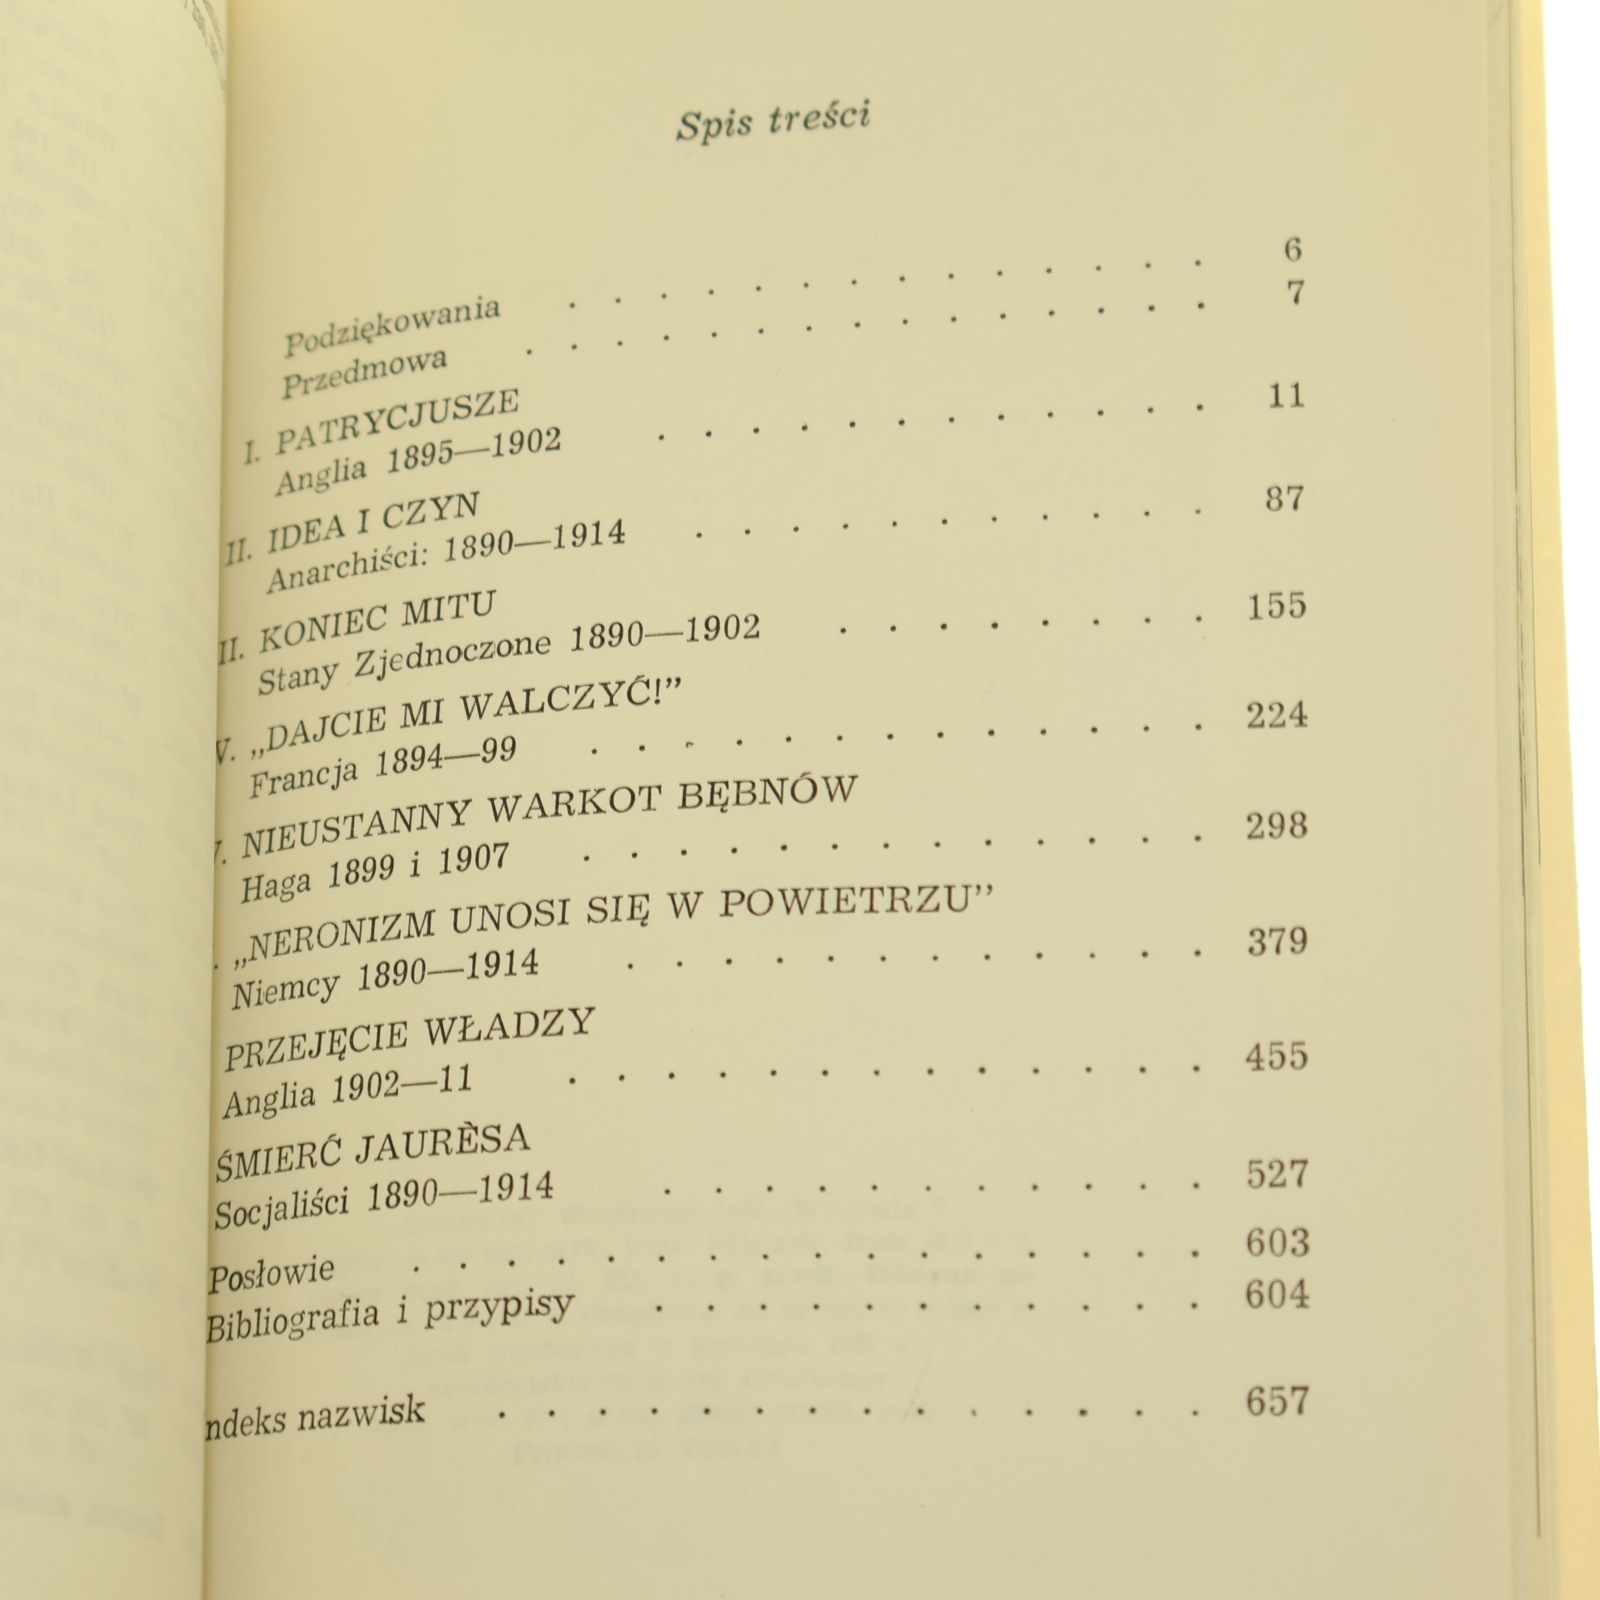 Spis treści
Podziękowania . . . . . . . . . . . . . . 6
Przedmowa . . . . . . . . . . . . . . . 7
I. PATRYCJUSZE
Anglia 1895—1902 . . . . . . . . . . . . 11
II. IDEA I CZYN
Anarchiści: 1890—1914 . . . . . . . . . . . 87
II. KONIEC MITU
Stany Zjednoczone 1890—1902 . . . . . . . . 155
V. „DAJCIE MI WALCZYĆ!”
Francja 1894—99 . . . . . . . . . . . . . 224
V. NIEUSTANNY WARKOT BĘBNÓW
Haga 1899 i 1907 . . . . . . . . . . . . . 298
. „NERONIZM UNOSI SIĘ W POWIETRZU”
Niemcy 1890—1914 . . . . . . . . . . . . 379
PRZEJĘCIE WŁADZY
Anglia 1902—11 . . . . . . . . . . . . . 455
ŚMIERĆ JAURÈSA
Socjaliści 1890—1914 . . . . . . . . . . . 527
Posłowie . . . . . . . . . . . . . . . . 603
Bibliografia i przypisy . . . . . . . . . . . 604
ndeks nazwisk . . . . . . . . . . . . . . 657